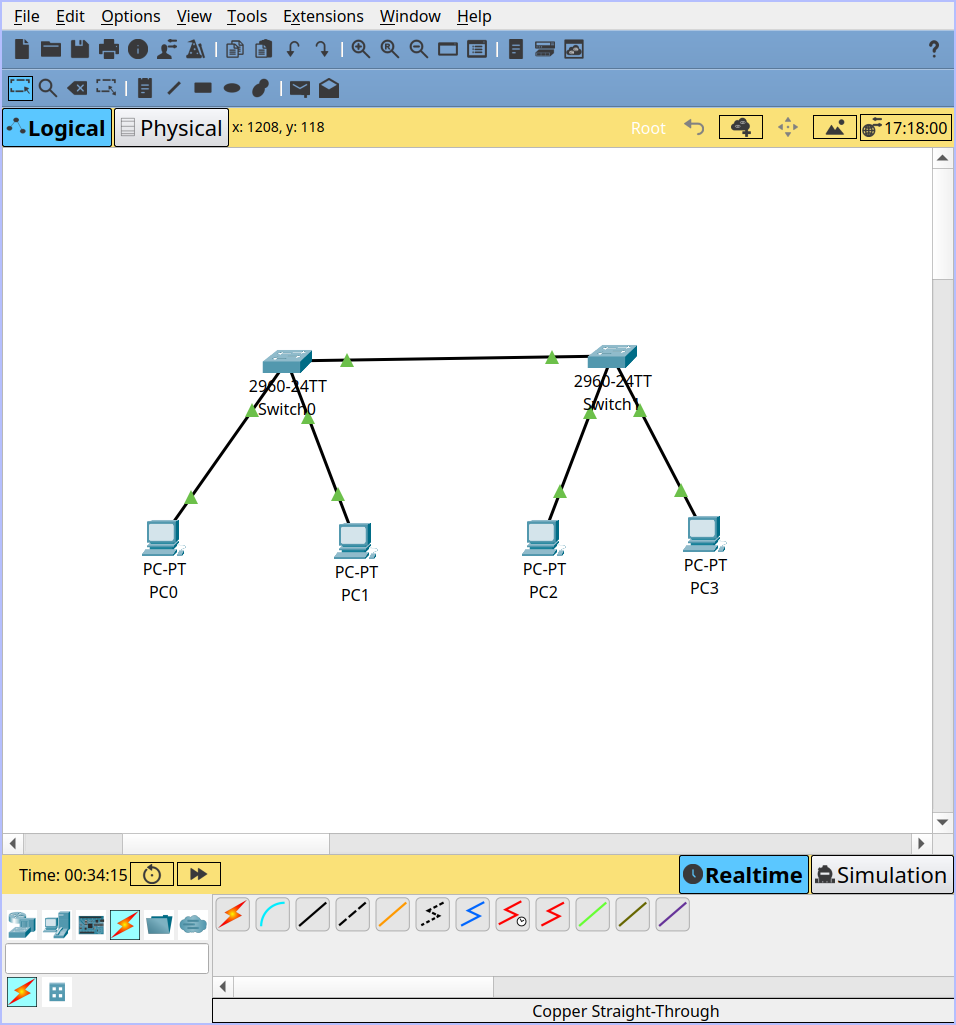 File Edit Options View Tools Extensions Window Help
?
Logical Physical x: 1208, y: 118 Root 17:18:00
2960-24TT
Switch0
2960-24TT
Switch1
PC-PT
PC0
PC-PT
PC1
PC-PT
PC2
PC-PT
PC3
Time: 00:34:15 Realtime Simulation
Copper Straight-Through